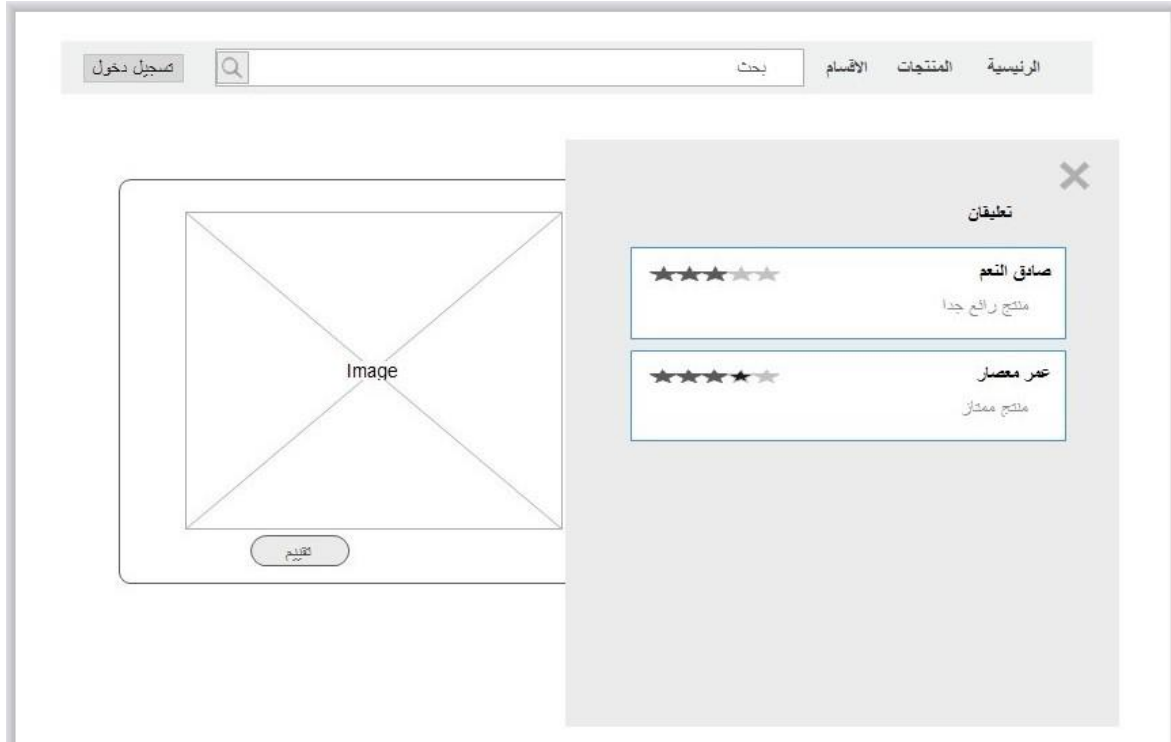 الرئيسية المنتجات الاقسام بحث تسجيل دخول
تعليقان
صادق النعم
منتج رائع جدا
عمر معصار
منتج ممتاز
Image
تقييم